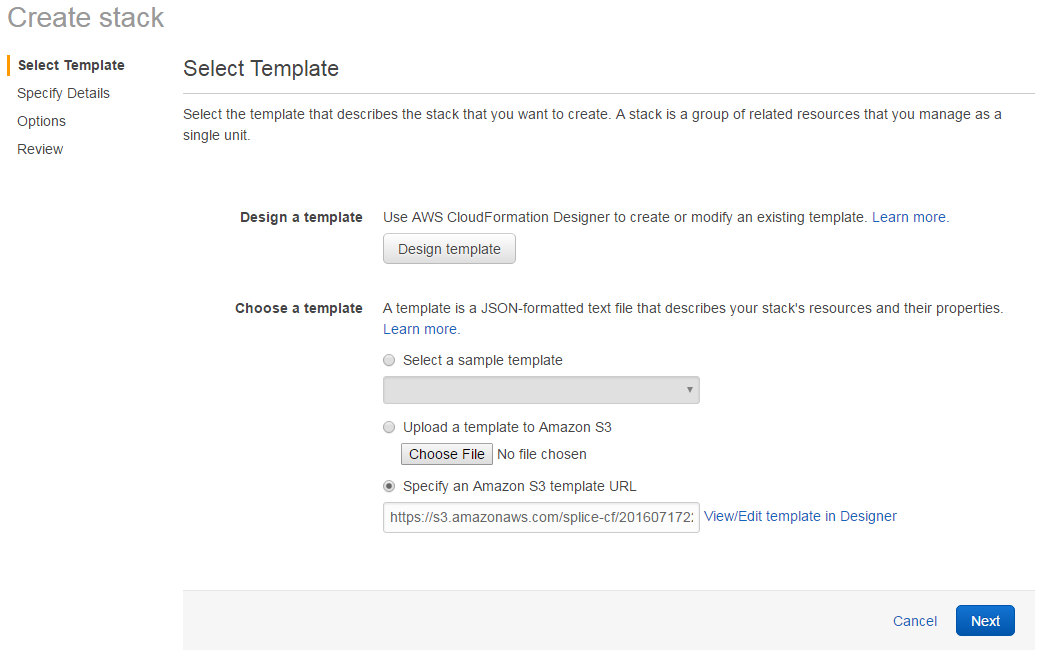 Create stack
Select Template
Specify Details
Options
Review
Select Template
Select the template that describes the stack that you want to create. A stack is a group of related resources that you manage as a
single unit.
Design a template
Use AWS CloudFormation Designer to create or modify an existing template. Learn more.
Design template
Choose a template
A template is a JSON-formatted text file that describes your stack's resources and their properties.
Learn more.
Select a sample template
Upload a template to Amazon S3
Choose File No file chosen
Specify an Amazon S3 template URL
https://s3.amazonaws.com/splice-cf/201607172: View/Edit template in Designer
Cancel Next